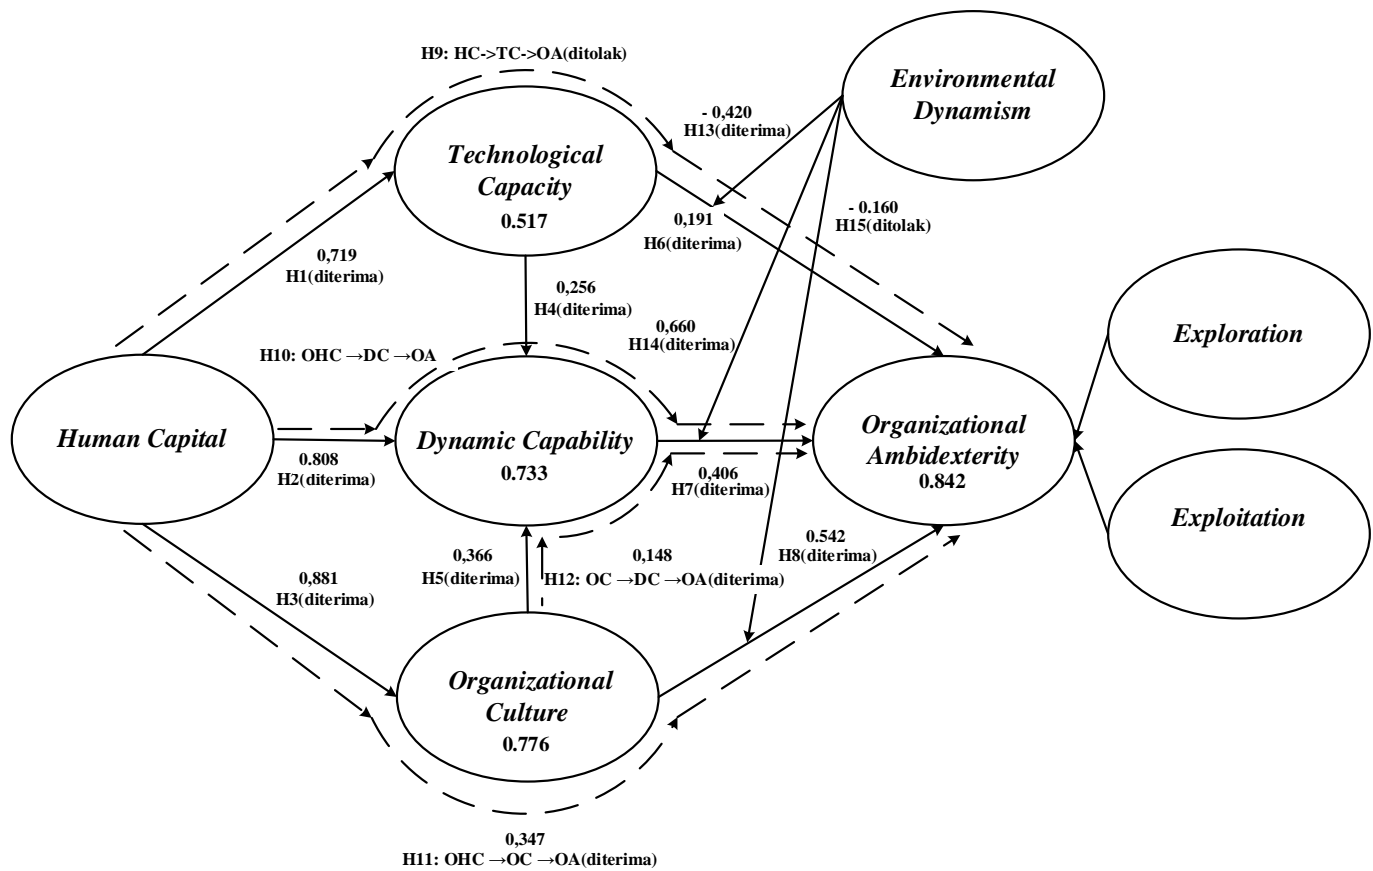 H9: HC->TC->OA(ditolak)
Environmental
Dynamism
- 0,420
H13(diterima)
Technological
Capacity
0.517
- 0.160
H15(ditolak)
0,191
H6(diterima)
0,719
H1(diterima)
0,256
H4(diterima)
0,660
H14(diterima)
H10: OHC →DC →OA
Exploration
Human Capital
Dynamic Capability
0.733
Organizational
Ambidexterity
0.842
0.808
H2(diterima)
0,406
H7(diterima)
Exploitation
0.542
H8(diterima)
0,366
H5(diterima)
0,148
H12: OC →DC →OA(diterima)
0,881
H3(diterima)
Organizational
Culture
0.776
0,347
H11: OHC →OC →OA(diterima)